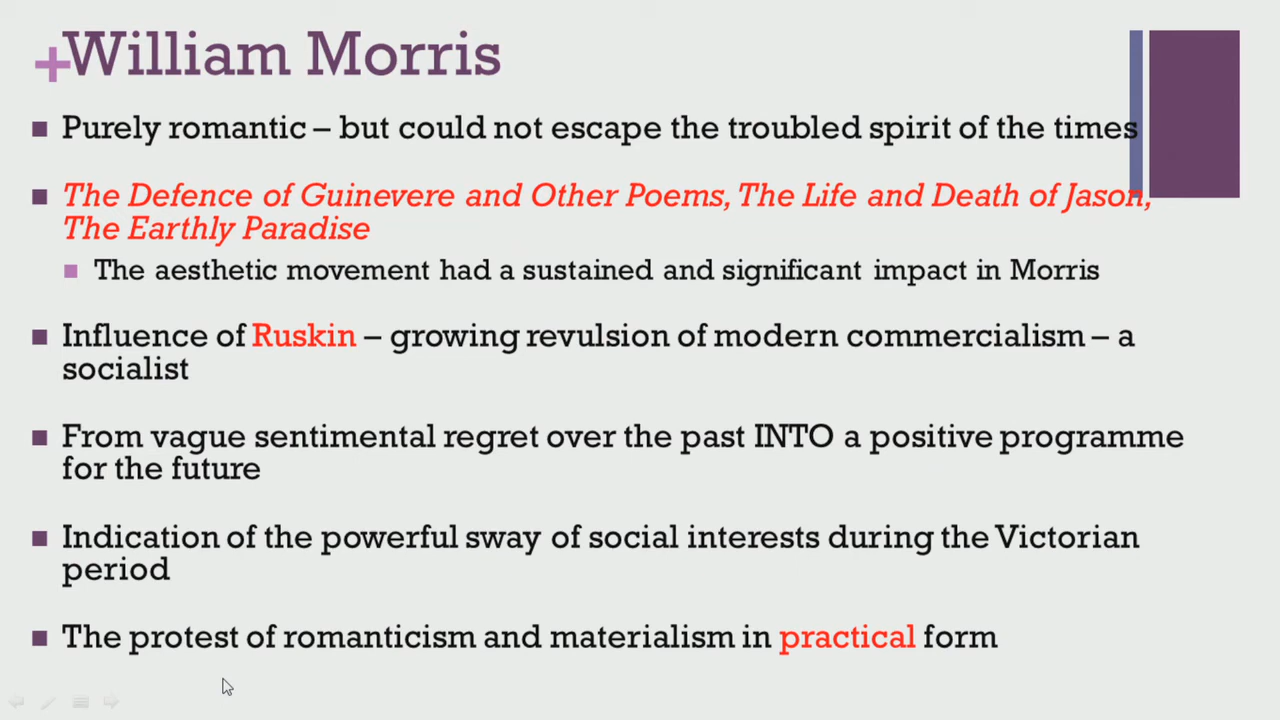 +William Morris
■ Purely romantic – but could not escape the troubled spirit of the times
■ The Defence of Guinevere and Other Poems, The Life and Death of Jason,
The Earthly Paradise
■ The aesthetic movement had a sustained and significant impact in Morris
■ Influence of Ruskin – growing revulsion of modern commercialism – a
socialist
■ From vague sentimental regret over the past INTO a positive programme
for the future
■ Indication of the powerful sway of social interests during the Victorian
period
■ The protest of romanticism and materialism in practical form